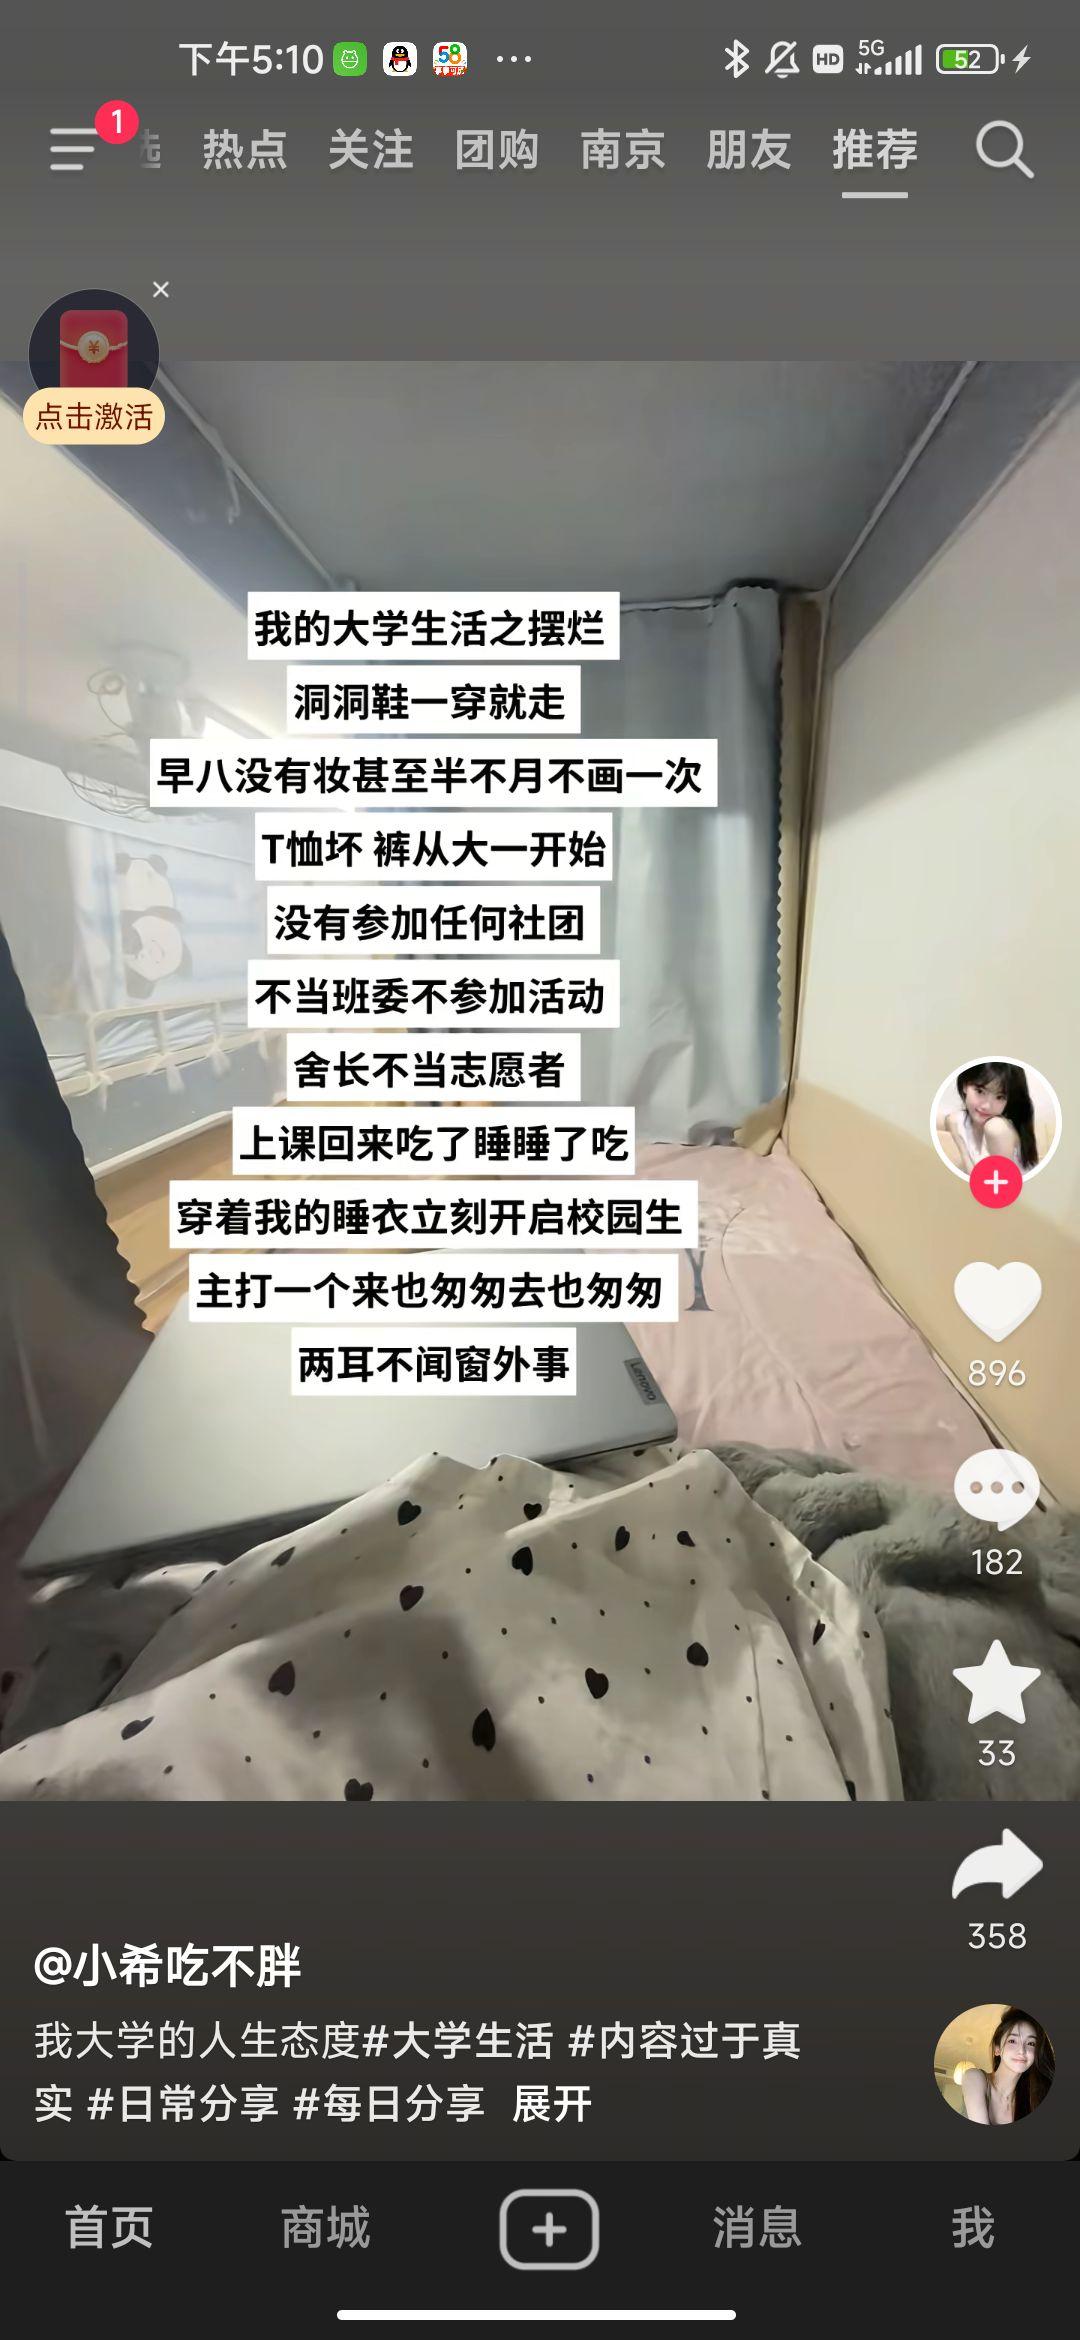 下午5:10
58
HD
5G
52
1
选 热点 关注 团购 南京 朋友 推荐
点击激活
我的大学生活之摆烂
洞洞鞋一穿就走
早八没有妆甚至半不月不画一次
T恤坏 裤从大一开始
没有参加任何社团
不当班委不参加活动
舍长不当志愿者
上课回来吃了睡睡了吃
穿着我的睡衣立刻开启校园生
主打一个来也匆匆去也匆匆
两耳不闻窗外事
Lenovo
896
182
33
358
@小希吃不胖
我大学的人生态度#大学生活 #内容过于真
实 #日常分享 #每日分享 展开
首页 商城 消息 我